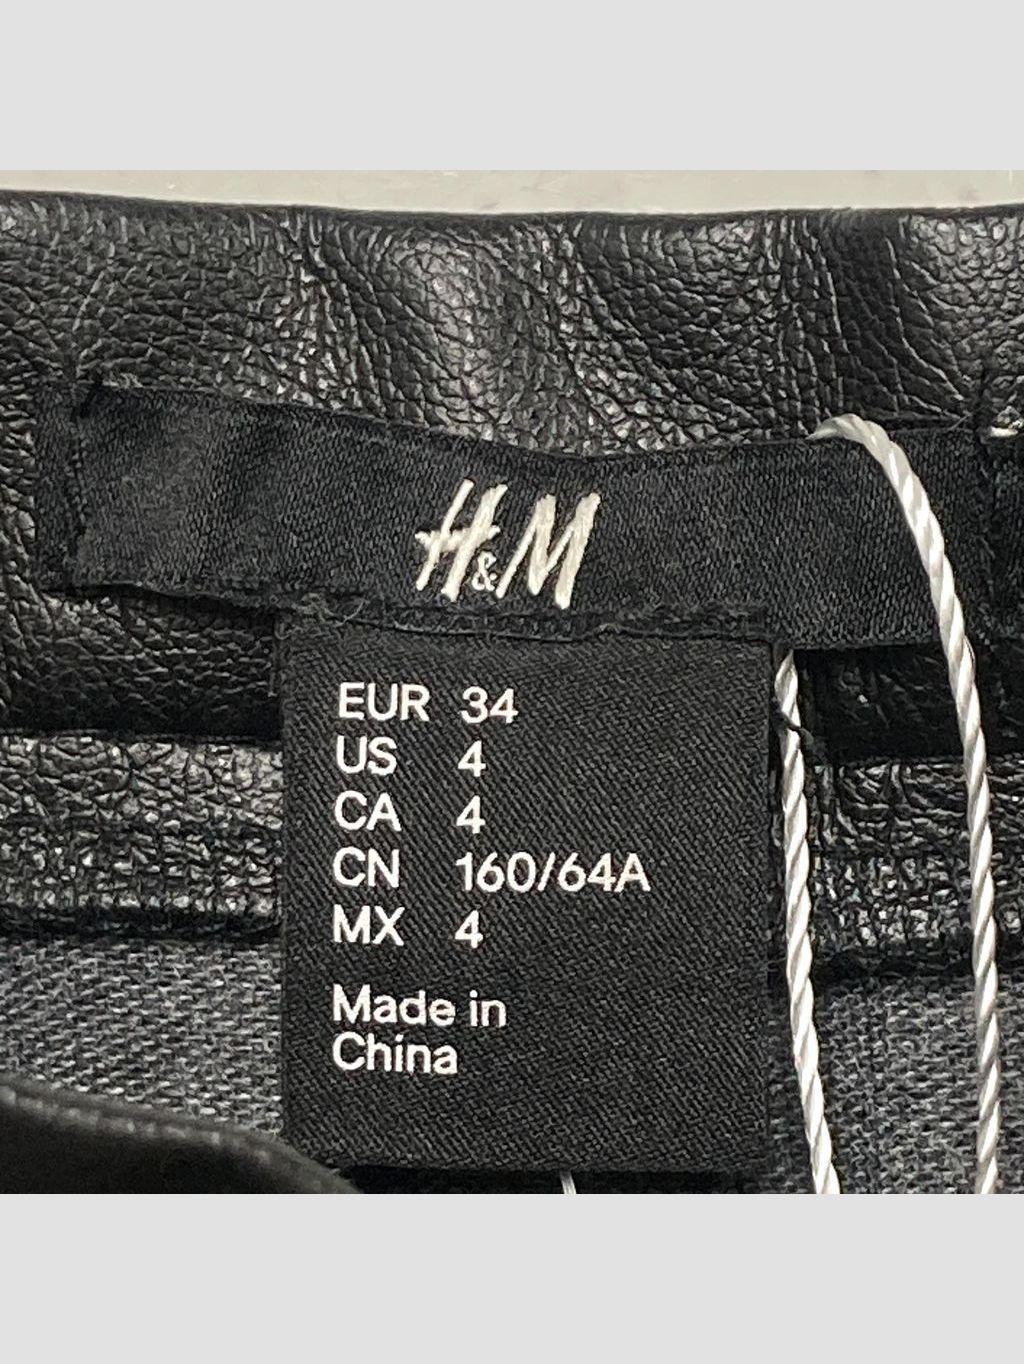 H&M
EUR 34
US 4
CA 4
CN 160/64A
MX 4
Made in
China